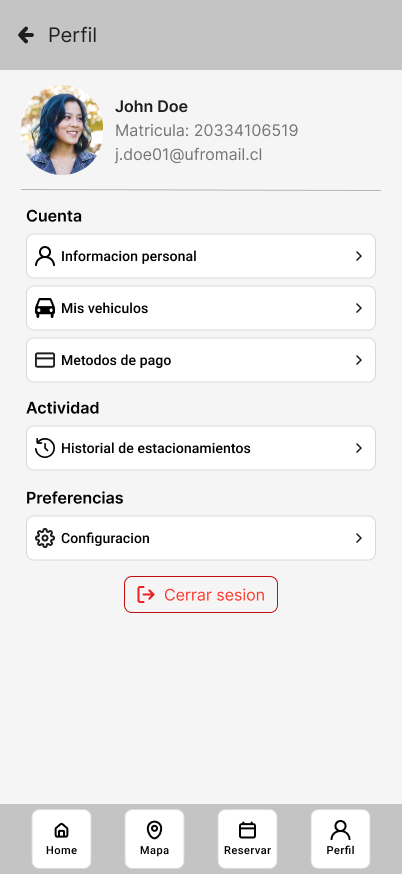 Perfil
John Doe
Matricula: 20334106519
j.doe01@ufromail.cl
Cuenta
Informacion personal
Mis vehiculos
Metodos de pago
Actividad
Historial de estacionamientos
Preferencias
Configuracion
Cerrar sesion
Home Mapa Reservar Perfil